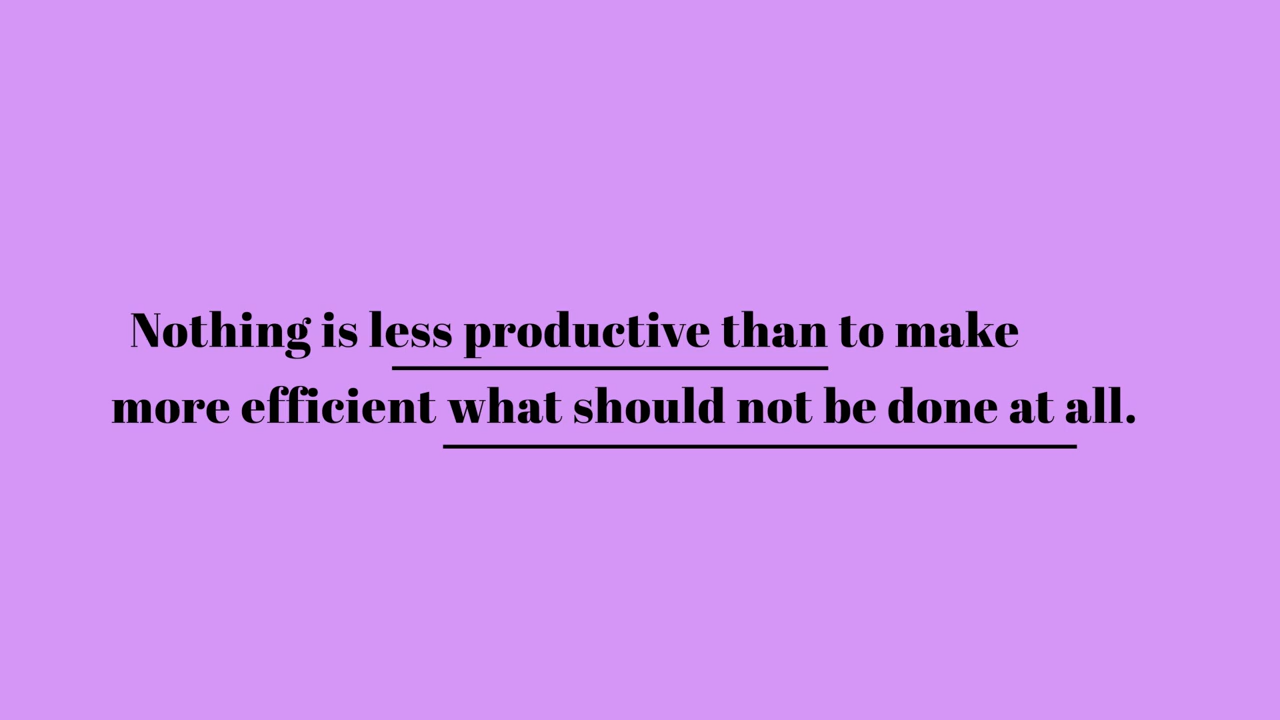 Nothing is less productive than to make
more efficient what should not be done at all.